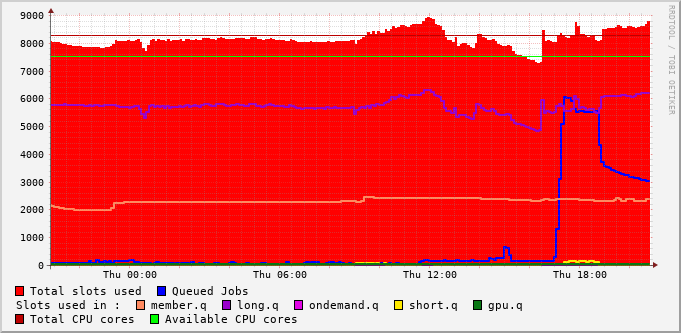 9000
8000
7000
6000
5000
4000
3000
2000
1000
0
Thu 00:00 Thu 06:00 Thu 12:00 Thu 18:00
RRDTOOL / TOBI OETIKER
Total slots used Queued Jobs
Slots used in : member.q long.q ondemand.q short.q gpu.q
Total CPU cores Available CPU cores